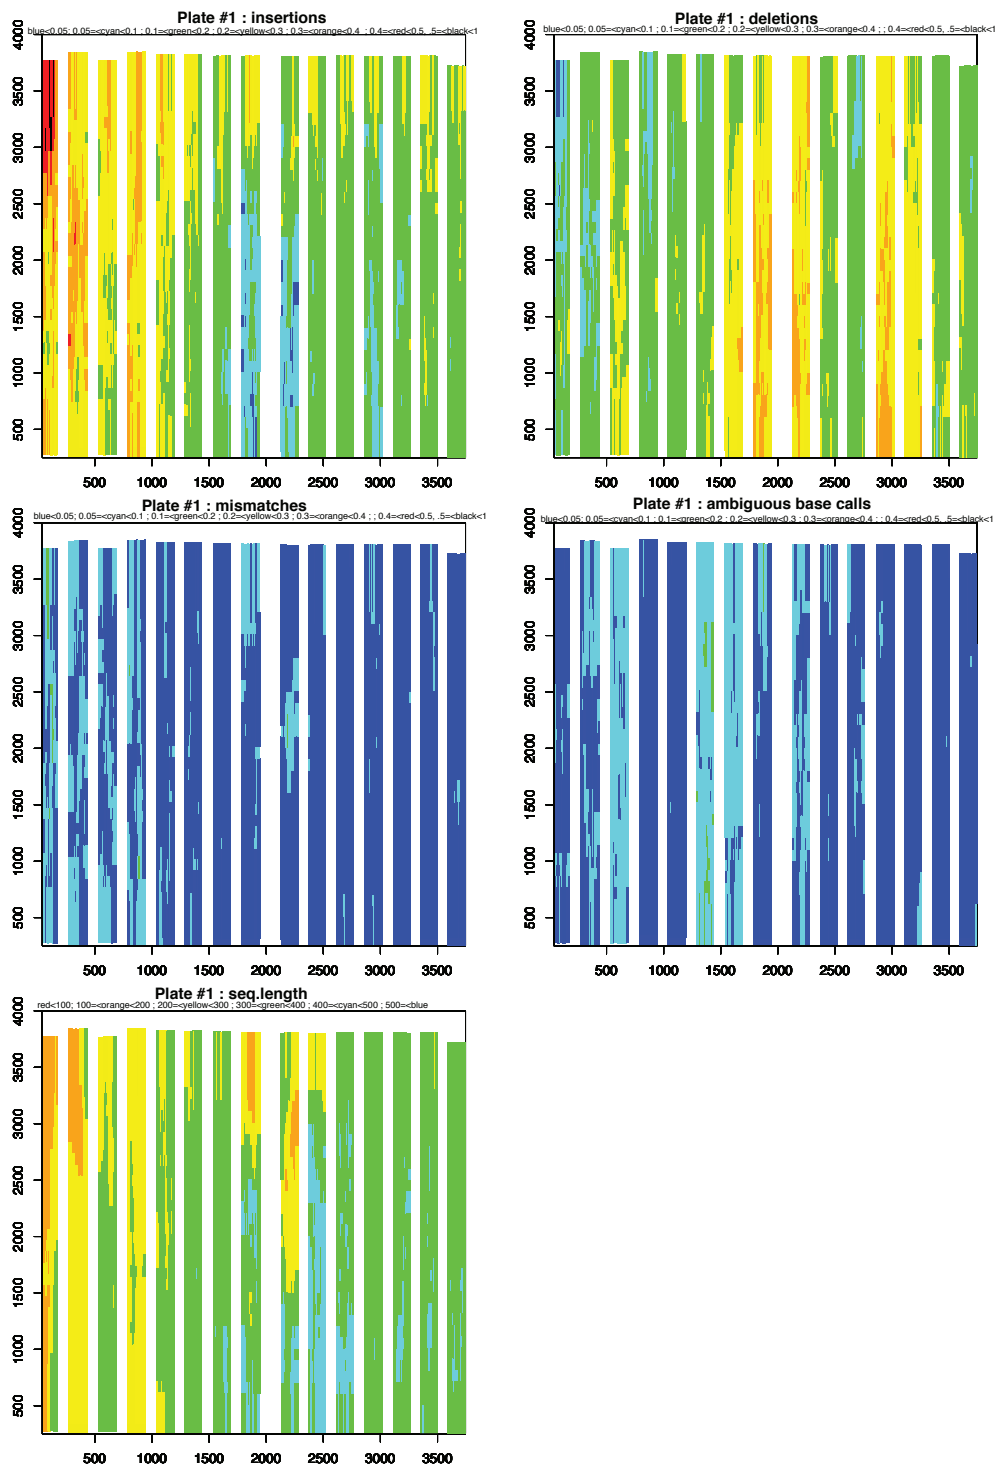 Plate #1 : insertions
blue<0.05; 0.05=<cyan<0.1 ; 0.1=<green<0.2 ; 0.2=<yellow<0.3 ; 0.3=<orange<0.4 ; ; 0.4=<red<0.5, .5=<black<1
4000
3500
3000
2500
2000
1500
1000
500
500 1000 1500 2000 2500 3000 3500
Plate #1 : deletions
blue<0.05; 0.05=<cyan<0.1 ; 0.1=<green<0.2 ; 0.2=<yellow<0.3 ; 0.3=<orange<0.4 ; ; 0.4=<red<0.5, .5=<black<1
4000
3500
3000
2500
2000
1500
1000
500
500 1000 1500 2000 2500 3000 3500
Plate #1 : mismatches
blue<0.05; 0.05=<cyan<0.1 ; 0.1=<green<0.2 ; 0.2=<yellow<0.3 ; 0.3=<orange<0.4 ; ; 0.4=<red<0.5, .5=<black<1
4000
3500
3000
2500
2000
1500
1000
500
500 1000 1500 2000 2500 3000 3500
Plate #1 : ambiguous base calls
blue<0.05; 0.05=<cyan<0.1 ; 0.1=<green<0.2 ; 0.2=<yellow<0.3 ; 0.3=<orange<0.4 ; ; 0.4=<red<0.5, .5=<black<1
4000
3500
3000
2500
2000
1500
1000
500
500 1000 1500 2000 2500 3000 3500
Plate #1 : seq.length
red<100; 100=<orange<200 ; 200=<yellow<300 ; 300=<green<400 ; 400=<cyan<500 ; 500=<blue
4000
3500
3000
2500
2000
1500
1000
500
500 1000 1500 2000 2500 3000 3500